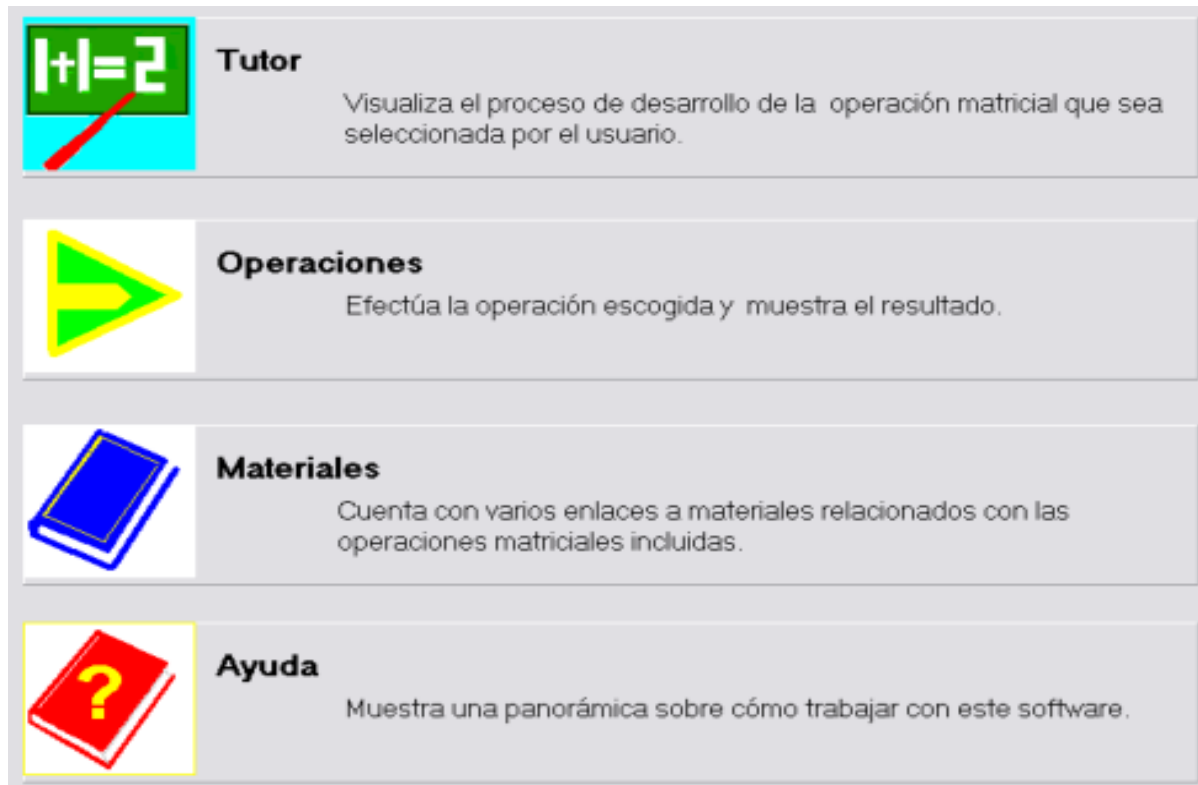 1+1=2
Tutor
Visualiza el proceso de desarrollo de la operación matricial que sea
seleccionada por el usuario.
Operaciones
Efectúa la operación escogida y muestra el resultado.
Materiales
Cuenta con varios enlaces a materiales relacionados con las
operaciones matriciales incluidas.
?
Ayuda
Muestra una panorámica sobre cómo trabajar con este software.